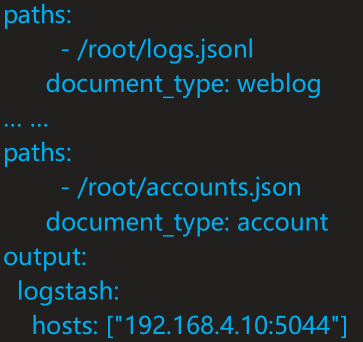 paths:
- /root/logs.jsonl
document_type: weblog
... ...
paths:
- /root/accounts.json
document_type: account
output:
logstash:
hosts: ["192.168.4.10:5044"]